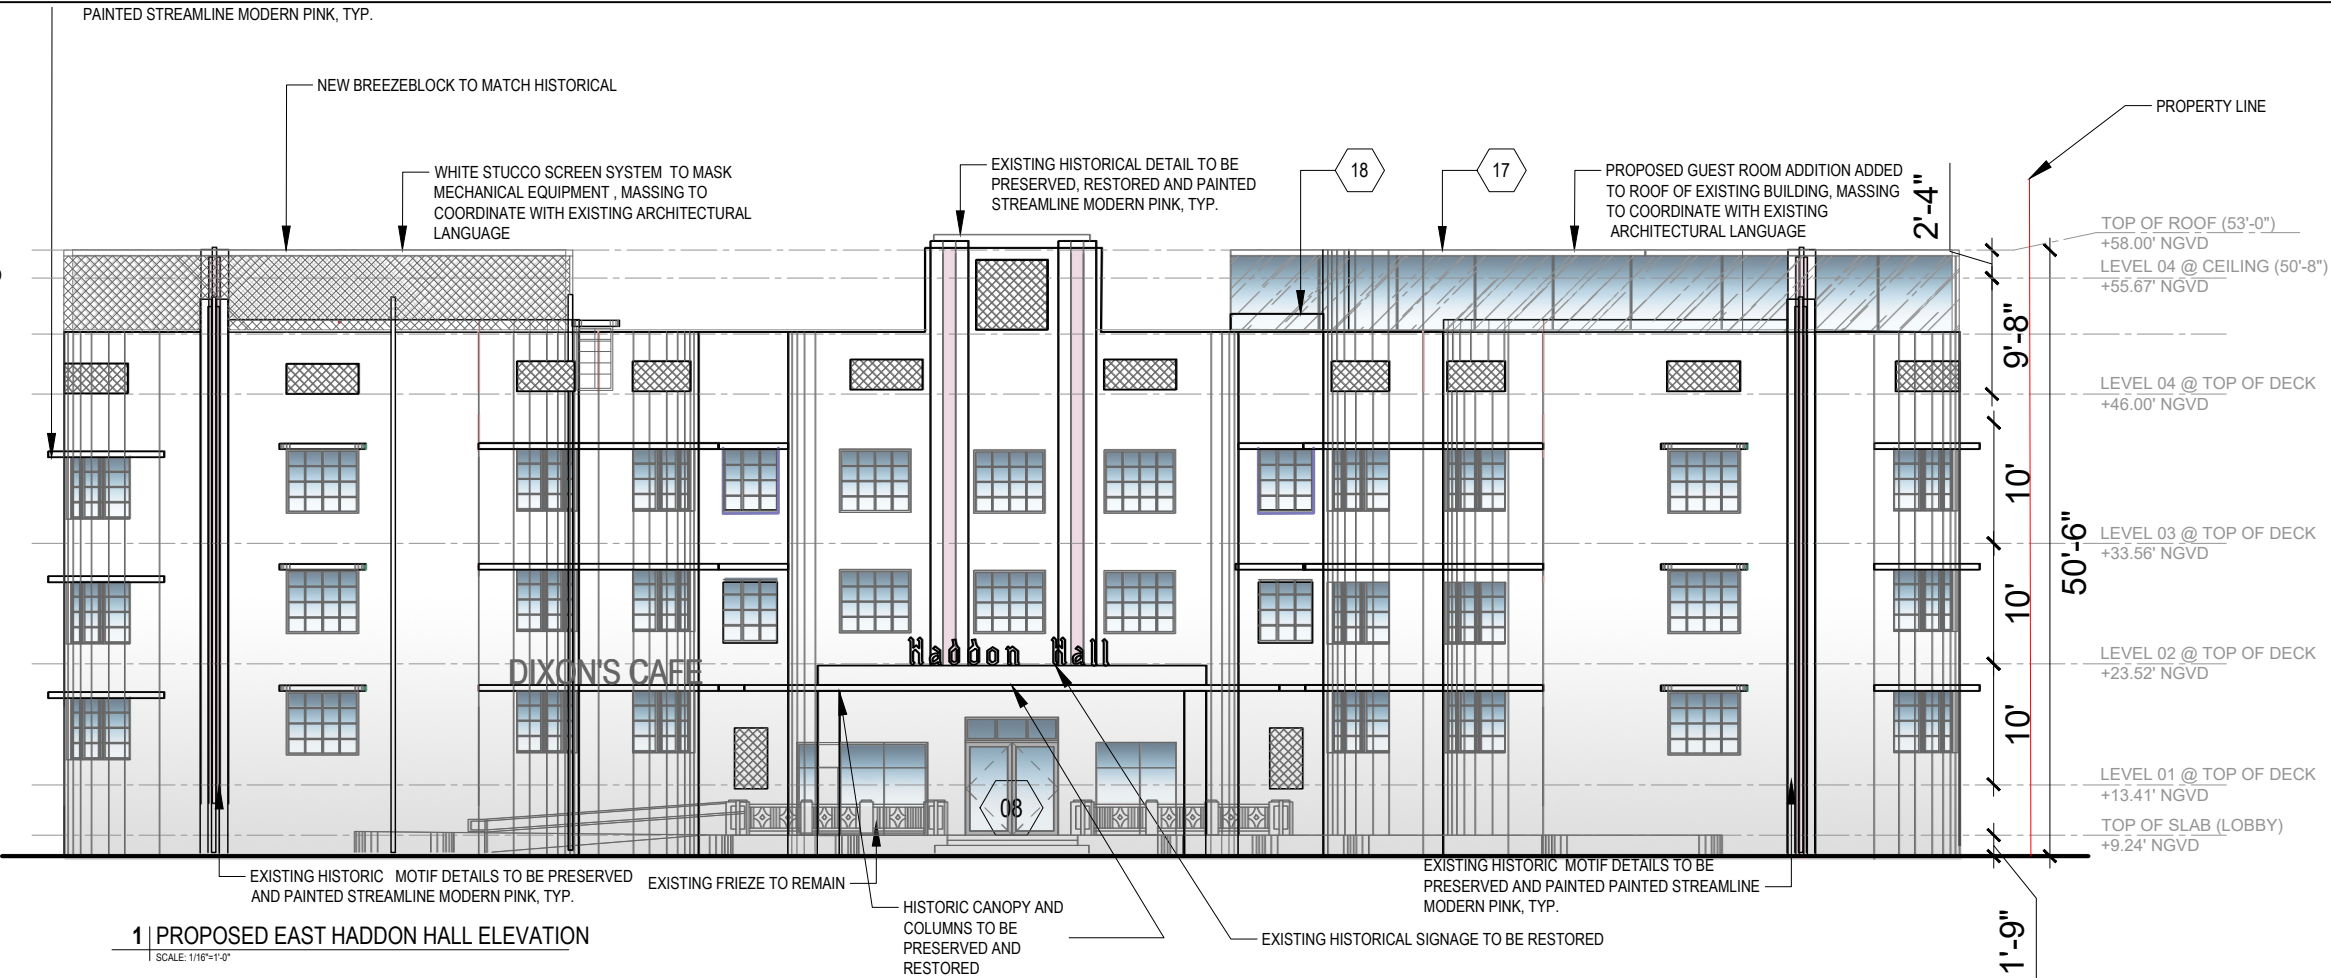 PAINTED STREAMLINE MODERN PINK, TYP.
NEW BREEZEBLOCK TO MATCH HISTORICAL
PROPERTY LINE
WHITE STUCCO SCREEN SYSTEM TO MASK
MECHANICAL EQUIPMENT , MASSING TO
COORDINATE WITH EXISTING ARCHITECTURAL
LANGUAGE
EXISTING HISTORICAL DETAIL TO BE
PRESERVED, RESTORED AND PAINTED
STREAMLINE MODERN PINK, TYP.
18
17
PROPOSED GUEST ROOM ADDITION ADDED
TO ROOF OF EXISTING BUILDING, MASSING
TO COORDINATE WITH EXISTING
ARCHITECTURAL LANGUAGE
2'-4"
TOP OF ROOF (53'-0")
+58.00' NGVD
LEVEL 04 @ CEILING (50'-8")
+55.67' NGVD
9'-8"
LEVEL 04 @ TOP OF DECK
+46.00' NGVD
10'
50'-6"
LEVEL 03 @ TOP OF DECK
+33.56' NGVD
10'
Haddon Hall
DIXON'S CAFE
LEVEL 02 @ TOP OF DECK
+23.52' NGVD
10'
LEVEL 01 @ TOP OF DECK
+13.41' NGVD
08
TOP OF SLAB (LOBBY)
+9.24' NGVD
EXISTING HISTORIC MOTIF DETAILS TO BE PRESERVED
AND PAINTED STREAMLINE MODERN PINK, TYP.
EXISTING FRIEZE TO REMAIN
HISTORIC CANOPY AND
COLUMNS TO BE
PRESERVED AND
RESTORED
EXISTING HISTORICAL SIGNAGE TO BE RESTORED
EXISTING HISTORIC MOTIF DETAILS TO BE
PRESERVED AND PAINTED PAINTED STREAMLINE
MODERN PINK, TYP.
1'-9"
1 PROPOSED EAST HADDON HALL ELEVATION
SCALE: 1/16"=1'-0"